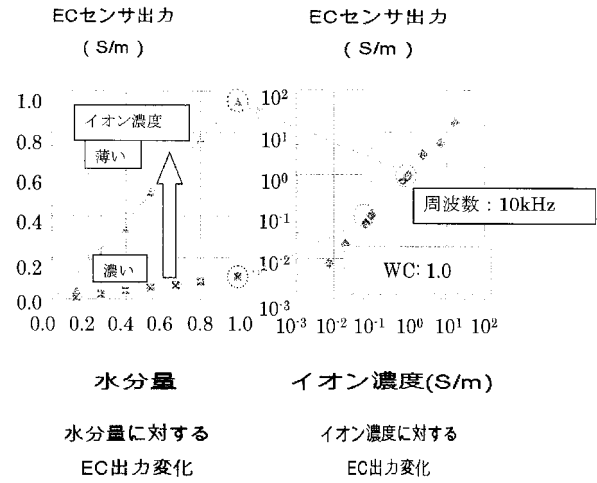 ECセンサ出力
( S/m )
1.0
0.8
0.6
0.4
0.2
0.0
イオン濃度
薄い
濃い
0.0 0.2 0.4 0.6 0.8 1.0
水分量
水分量に対する
EC出力変化
ECセンサ出力
( S/m )
10²
10¹
10⁰
10⁻¹
10⁻²
10⁻³
周波数：10kHz
WC: 1.0
10⁻³ 10⁻² 10⁻¹ 10⁰ 10¹ 10²
イオン濃度(S/m)
イオン濃度に対する
EC出力変化